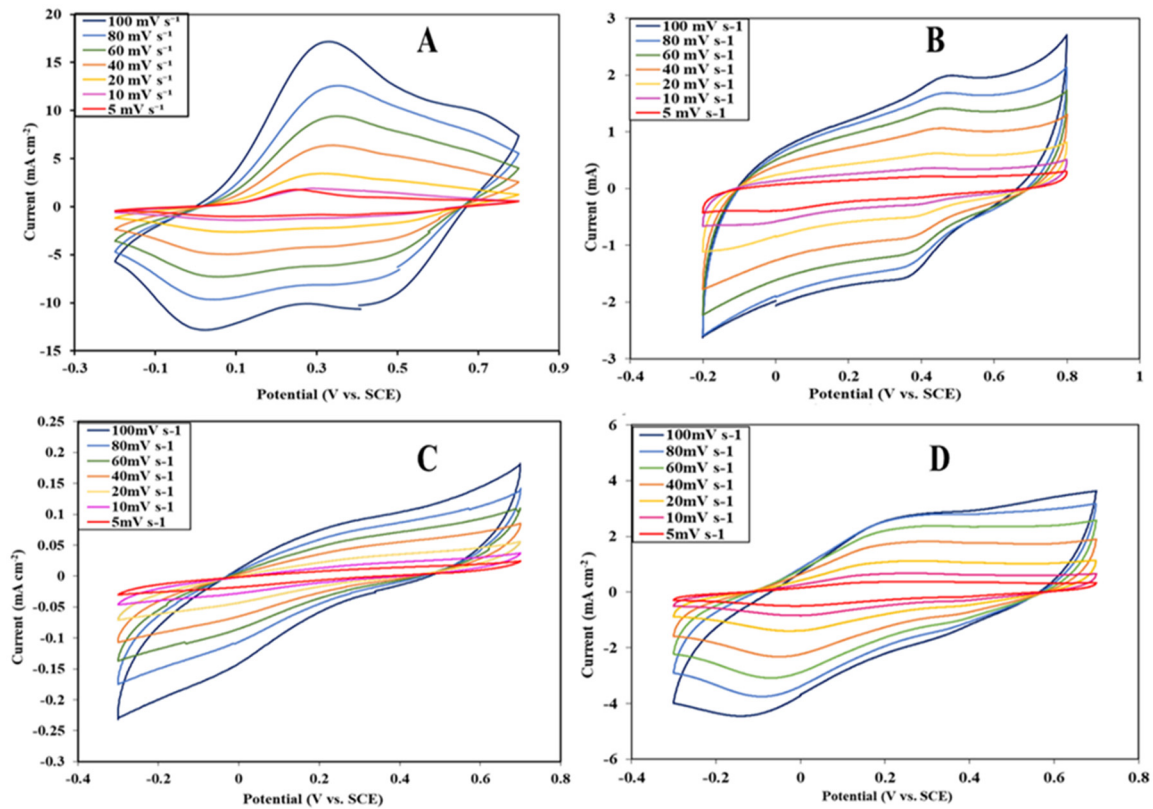 A
100 mV s⁻¹
80 mV s⁻¹
60 mV s⁻¹
40 mV s⁻¹
20 mV s⁻¹
10 mV s⁻¹
5 mV s⁻¹
20
15
10
5
0
-5
-10
-15
Current (mA cm⁻²)
-0.3
-0.1
0.1
0.3
0.5
0.7
0.9
Potential (V vs. SCE)
B
100 mV s-1
80 mV s-1
60 mV s-1
40 mV s-1
20 mV s-1
10 mV s-1
5 mV s-1
3
2
1
0
-1
-2
-3
Current (mA)
-0.4
-0.2
0
0.2
0.4
0.6
0.8
1
Potential (V vs. SCE)
C
100mV s-1
80mV s-1
60mV s-1
40mV s-1
20mV s-1
10mV s-1
5mV s-1
0.25
0.2
0.15
0.1
0.05
0
-0.05
-0.1
-0.15
-0.2
-0.25
-0.3
Current (mA cm⁻²)
-0.4
-0.2
0
0.2
0.4
0.6
0.8
Potential (V vs. SCE)
D
100mV s-1
80mV s-1
60mV s-1
40mV s-1
20mV s-1
10mV s-1
5mV s-1
6
4
2
0
-2
-4
-6
Current (mA cm⁻²)
-0.4
-0.2
0
0.2
0.4
0.6
0.8
Potential (V vs. SCE)